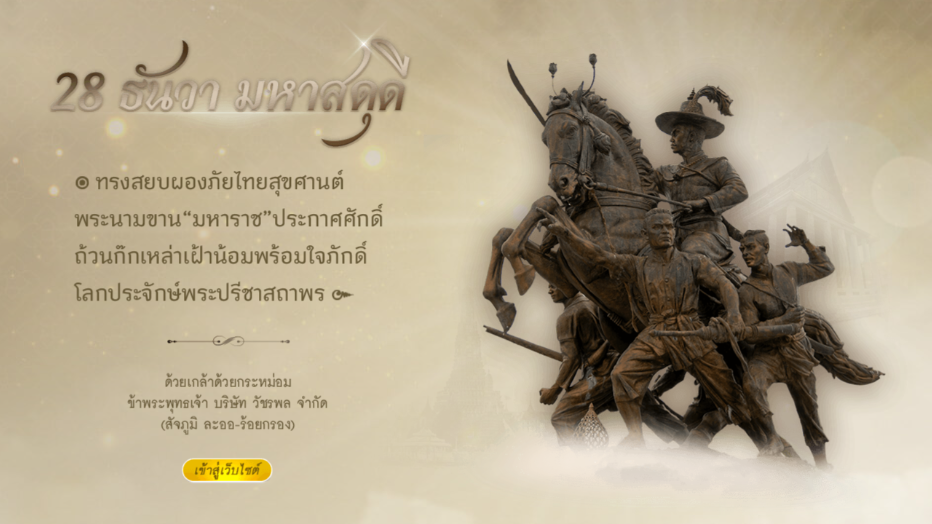 28 ธันวา มหาสดุดี
๏ ทรงสยบผองภัยไทยสุขศานต์
พระนามขาน“มหาราช”ประกาศศักดิ์
ถ้วนก๊กเหล่าเฝ้าน้อมพร้อมใจภักดิ์
โลกประจักษ์พระปรีชาสถาพร ๛
ด้วยเกล้าด้วยกระหม่อม
ข้าพระพุทธเจ้า บริษัท วัชรพล จำกัด
(สัจภูมิ ละออ-ร้อยกรอง)
เข้าสู่เว็บไซต์